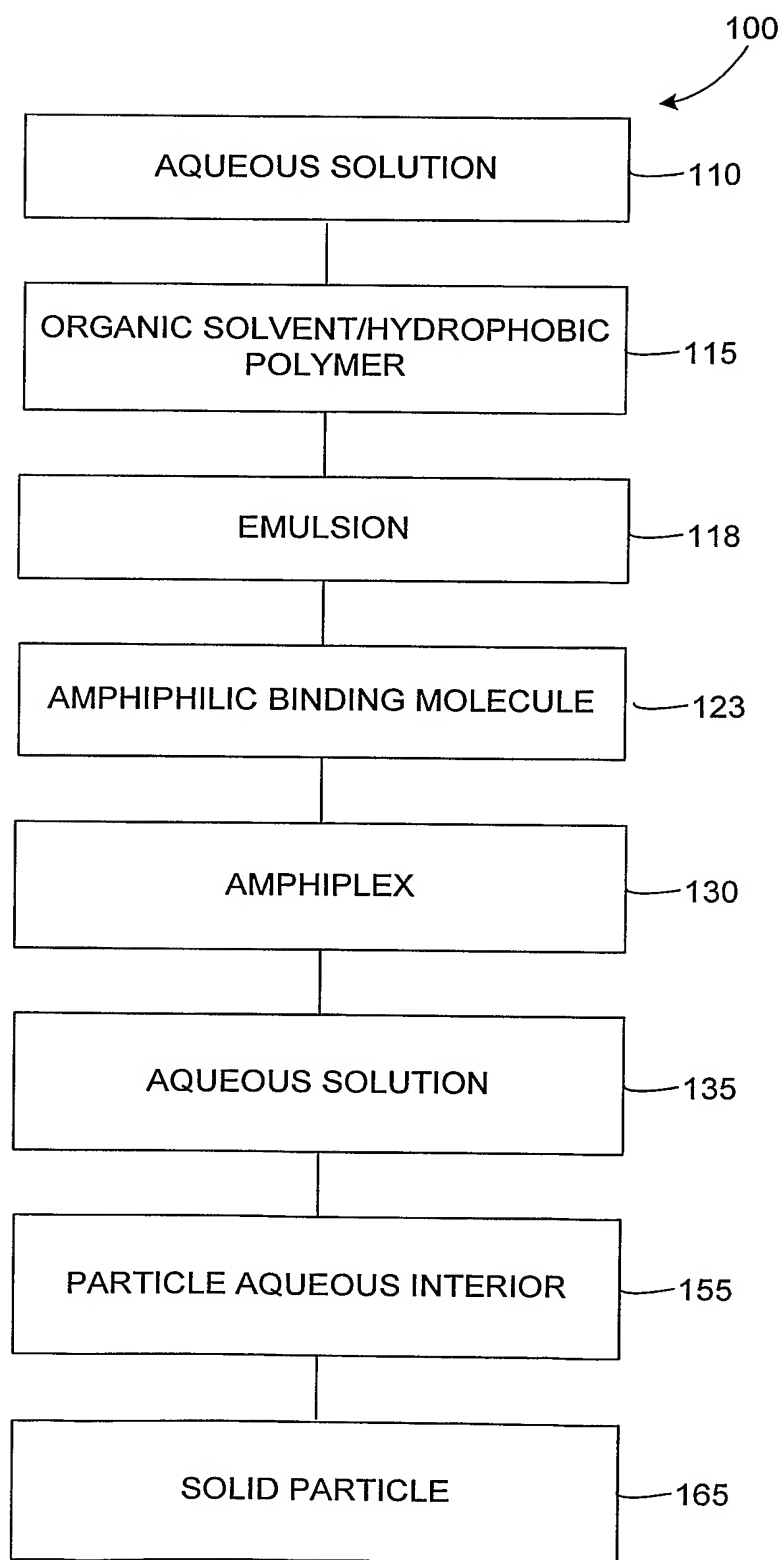 100
AQUEOUS SOLUTION
110
ORGANIC SOLVENT/HYDROPHOBIC
POLYMER
115
EMULSION
118
AMPHIPHILIC BINDING MOLECULE
123
AMPHIPLEX
130
AQUEOUS SOLUTION
135
PARTICLE AQUEOUS INTERIOR
155
SOLID PARTICLE
165